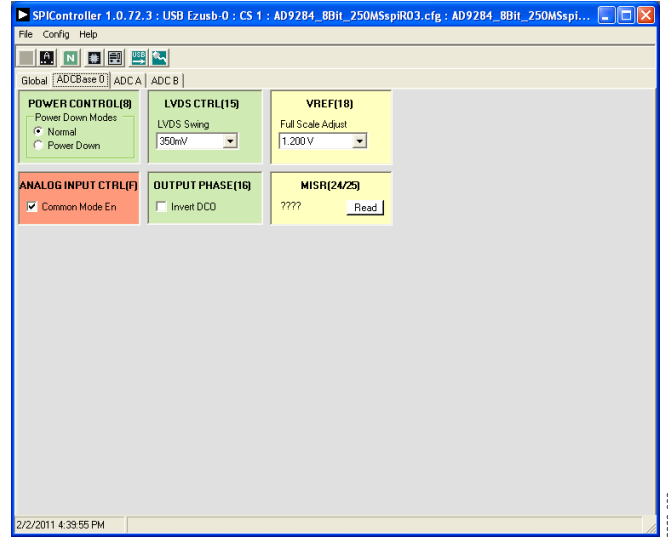 SPIController 1.0.72.3 : USB Ezusb-0 : CS 1 : AD9284_8Bit_250MSspiR03.cfg : AD9284_8Bit_250MSspi...
File Config Help
Global ADCBase 0 ADC A ADC B
POWER CONTROL(8)
Power Down Modes
Normal
Power Down
LVDS CTRL(15)
LVDS Swing
350mV
VREF(18)
Full Scale Adjust
1.200 V
ANALOG INPUT CTRL(F)
Common Mode En
OUTPUT PHASE(16)
Invert DCO
MISR(24/25)
???? Read
2/2/2011 4:39:55 PM